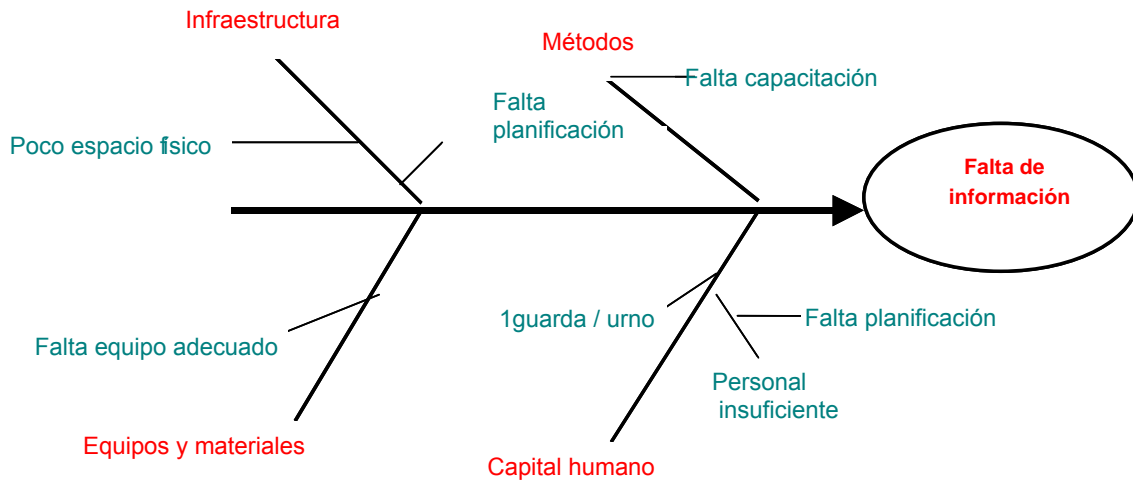 Infraestructura
Métodos
Falta capacitación
Falta
planificación
Poco espacio físico
Falta de
información
1guarda / urno
Falta planificación
Falta equipo adecuado
Personal
insuficiente
Equipos y materiales
Capital humano